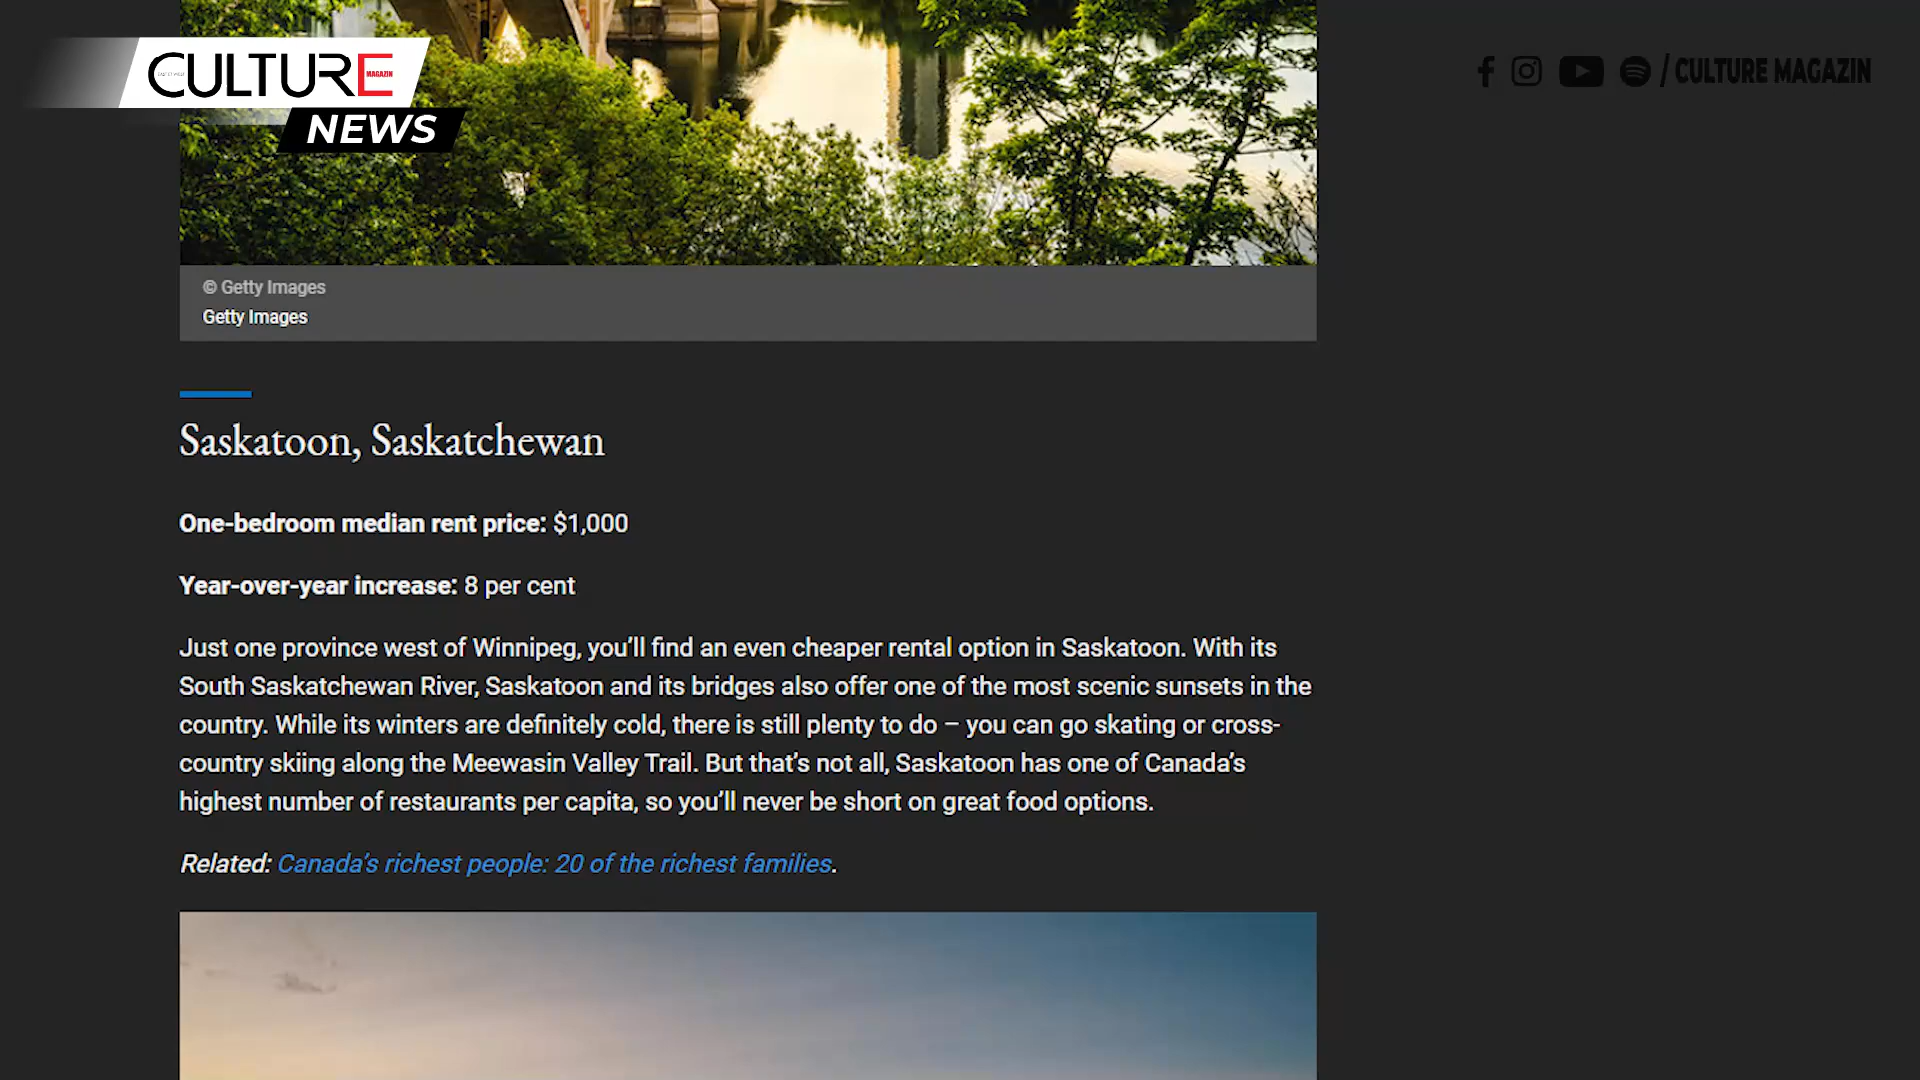 CULTURE
MAGAZIN
NEWS
/ CULTURE MAGAZIN
© Getty Images
Getty Images
Saskatoon, Saskatchewan
One-bedroom median rent price: $1,000
Year-over-year increase: 8 per cent
Just one province west of Winnipeg, you’ll find an even cheaper rental option in Saskatoon. With its
South Saskatchewan River, Saskatoon and its bridges also offer one of the most scenic sunsets in the
country. While its winters are definitely cold, there is still plenty to do – you can go skating or cross-
country skiing along the Meewasin Valley Trail. But that’s not all, Saskatoon has one of Canada’s
highest number of restaurants per capita, so you’ll never be short on great food options.
Related: Canada’s richest people: 20 of the richest families.